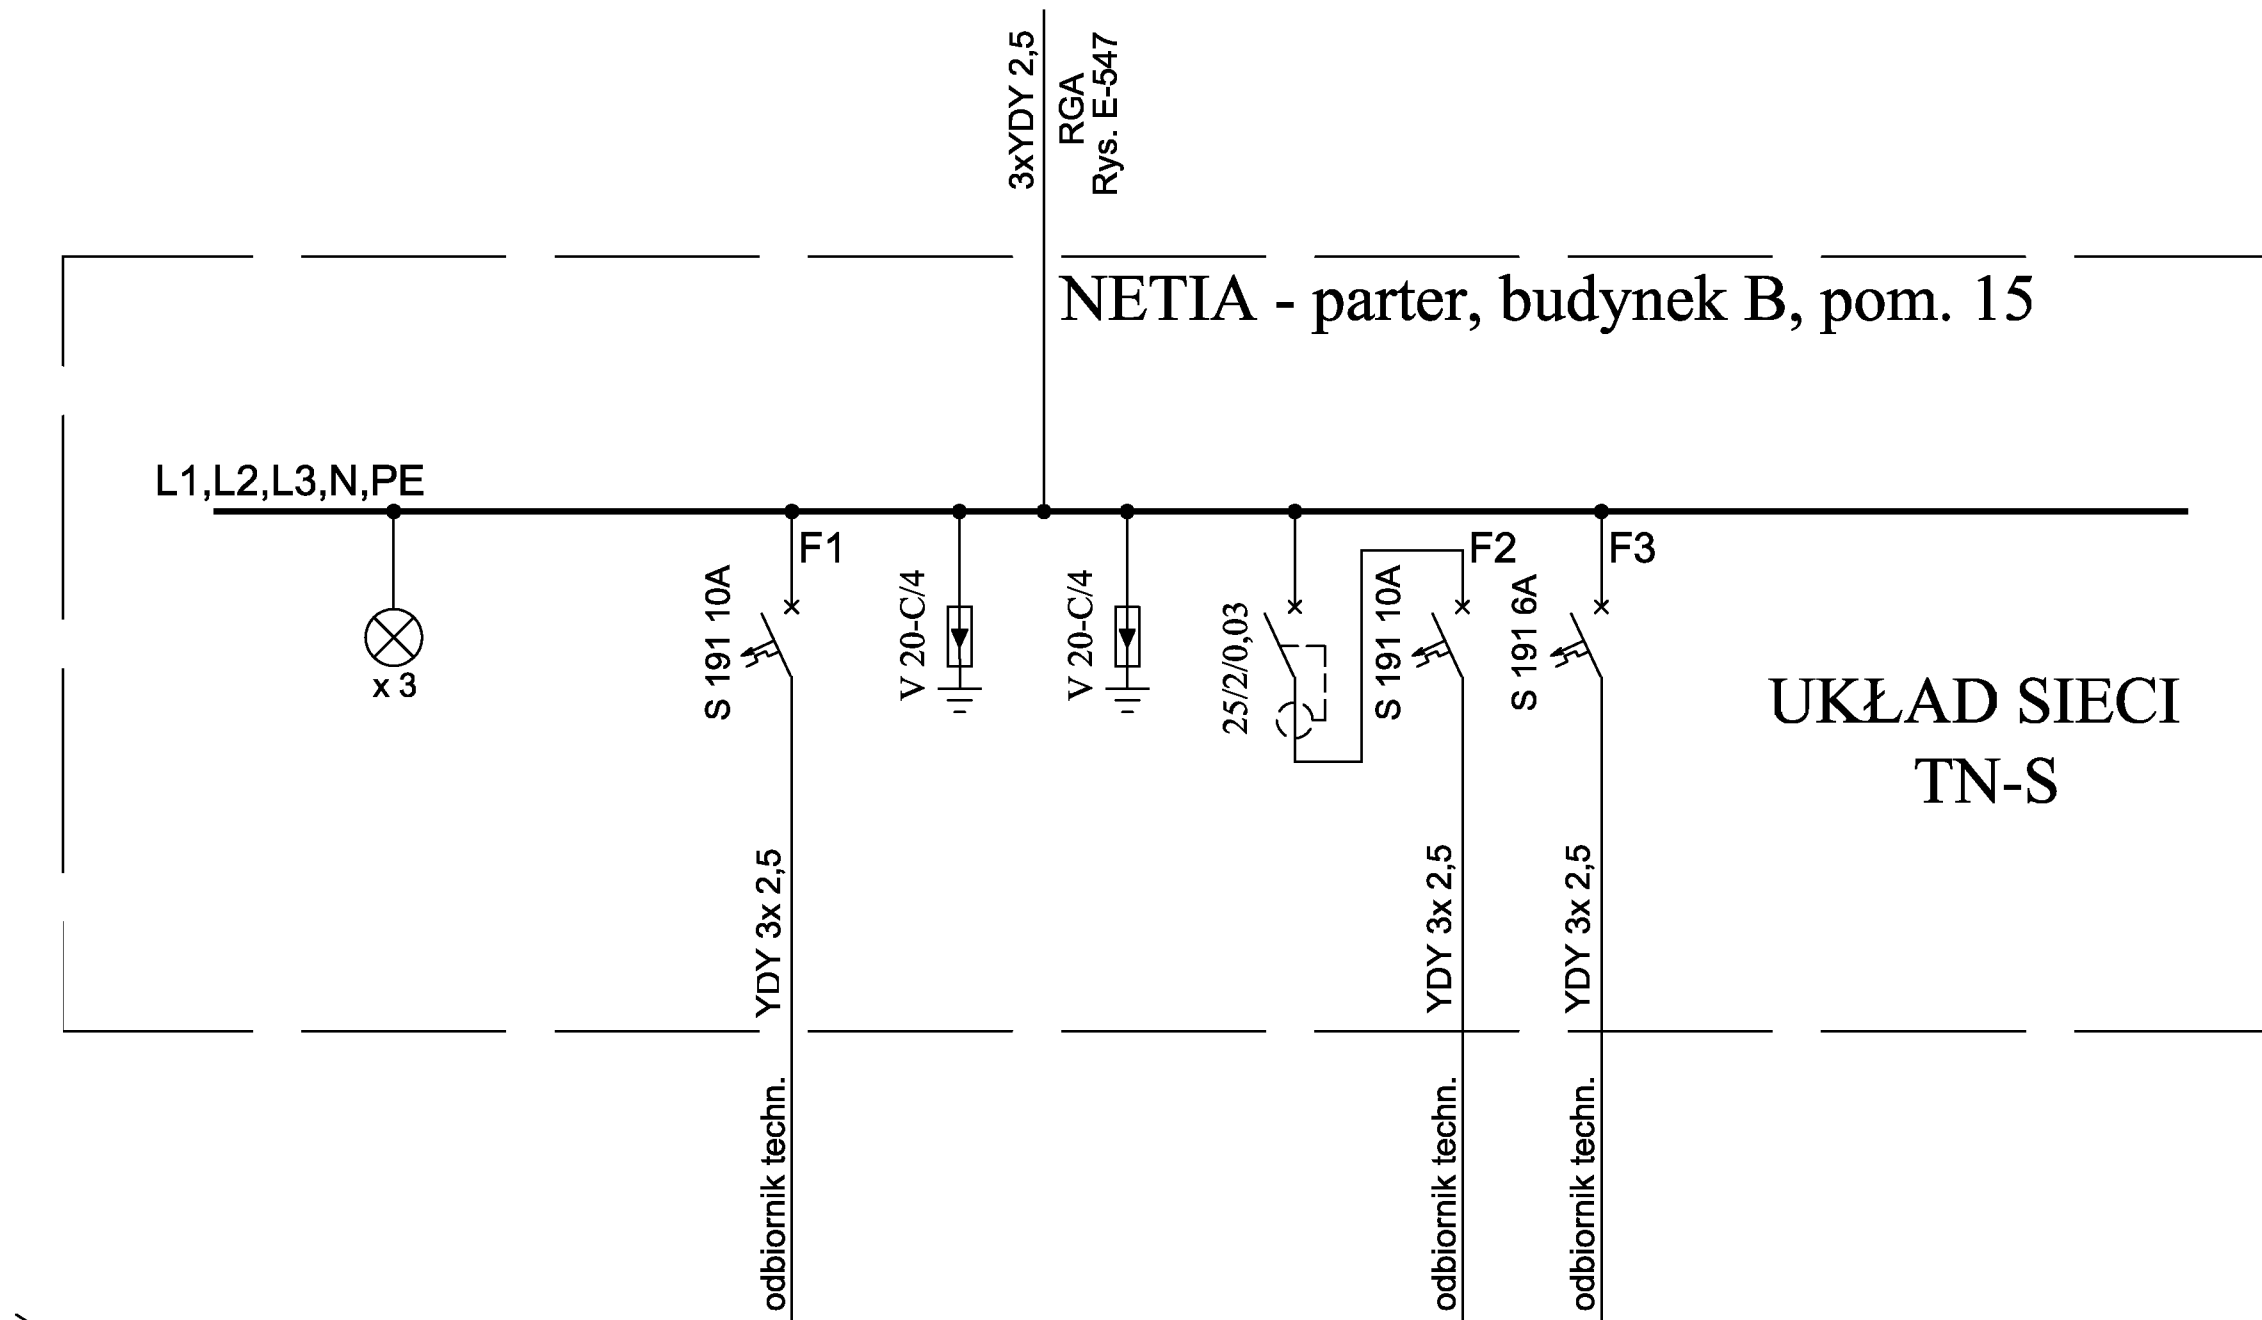 3xYDY 2,5
RGA
Rys. E-547
NETIA - parter, budynek B, pom. 15
L1,L2,L3,N,PE
x 3
F1
S 191 10A
V 20-C/4
V 20-C/4
25/2/0,03
F2
S 191 10A
F3
S 191 6A
UKŁAD SIECI
TN-S
YDY 3x 2,5
YDY 3x 2,5
YDY 3x 2,5
odbiornik techn.
odbiornik techn.
odbiornik techn.